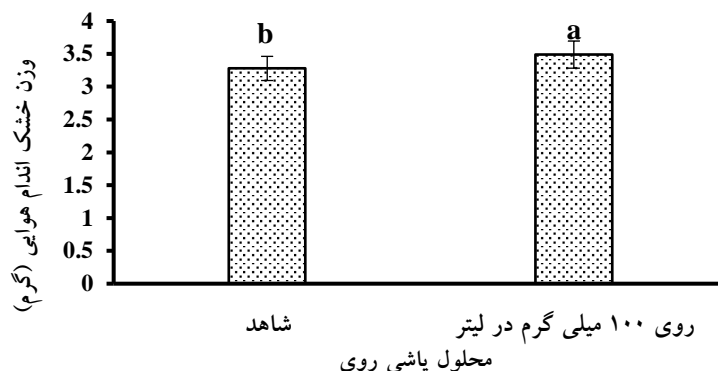 وزن خشک اندام هوایی (گرم)
4
3.5
3
2.5
2
1.5
1
0.5
0
b
a
شاهد
روی ۱۰۰ میلی گرم در لیتر
محلول پاشی روی